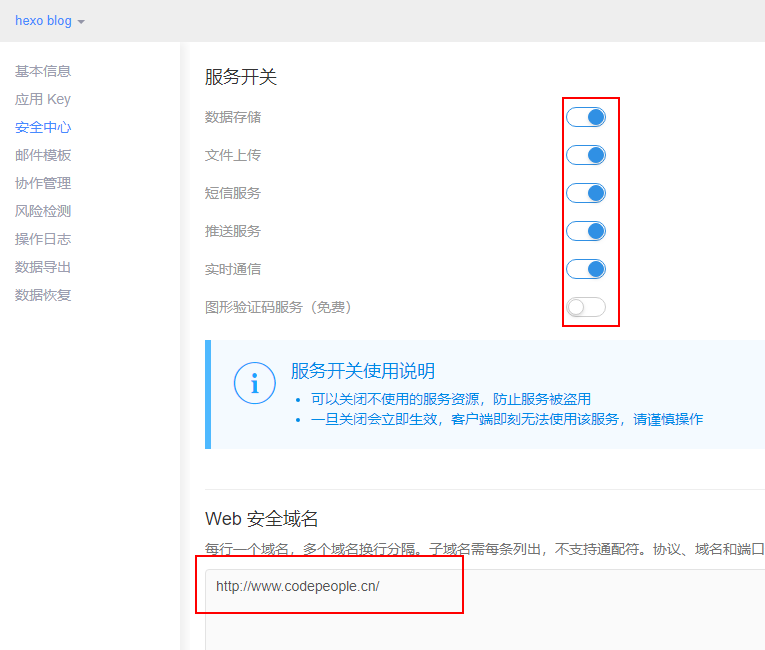 hexo blog
基本信息
应用 Key
安全中心
邮件模板
协作管理
风险检测
操作日志
数据导出
数据恢复
服务开关
数据存储
文件上传
短信服务
推送服务
实时通信
图形验证码服务（免费）
服务开关使用说明
可以关闭不使用的服务资源，防止服务被盗用
一旦关闭会立即生效，客户端即刻无法使用该服务，请谨慎操作
Web 安全域名
每行一个域名，多个域名换行分隔。子域名需每条列出，不支持通配符。协议、域名和端口
http://www.codepeople.cn/